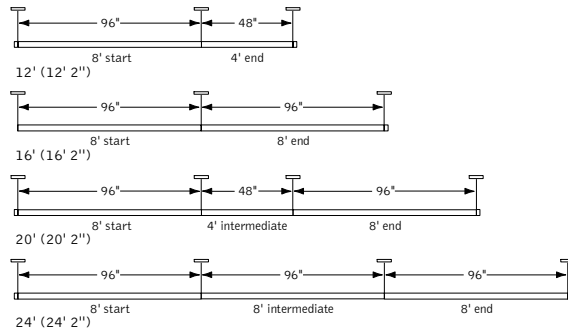 96" 48"
8' start 4' end
12' (12' 2")
96" 96"
8' start 8' end
16' (16' 2")
96" 48" 96"
8' start 4' intermediate 8' end
20' (20' 2")
96" 96" 96"
8' start 8' intermediate 8' end
24' (24' 2")